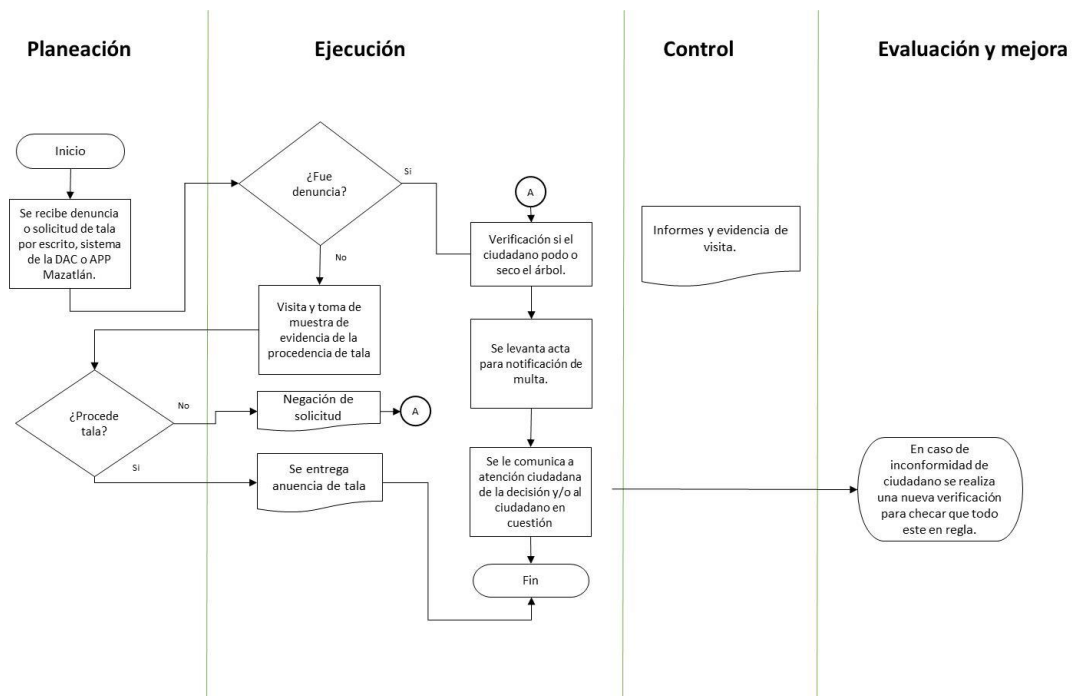 Planeación
Ejecución
Control
Evaluación y mejora
Inicio
Se recibe denuncia
o solicitud de tala
por escrito, sistema
de la DAC o APP
Mazatlán.
¿Fue
denuncia?
Si
No
A
Verificación si el
ciudadano podo o
seco el árbol.
Informes y evidencia de
visita.
Visita y toma de
muestra de
evidencia de la
procedencia de tala
Se levanta acta
para notificación de
multa.
¿Procede
tala?
No
Negación de
solicitud
A
Si
Se entrega
anuencia de tala
Se le comunica a
atención ciudadana
de la decisión y/o al
ciudadano en
cuestión
En caso de
inconformidad de
ciudadano se realiza
una nueva verificación
para checar que todo
este en regla.
Fin